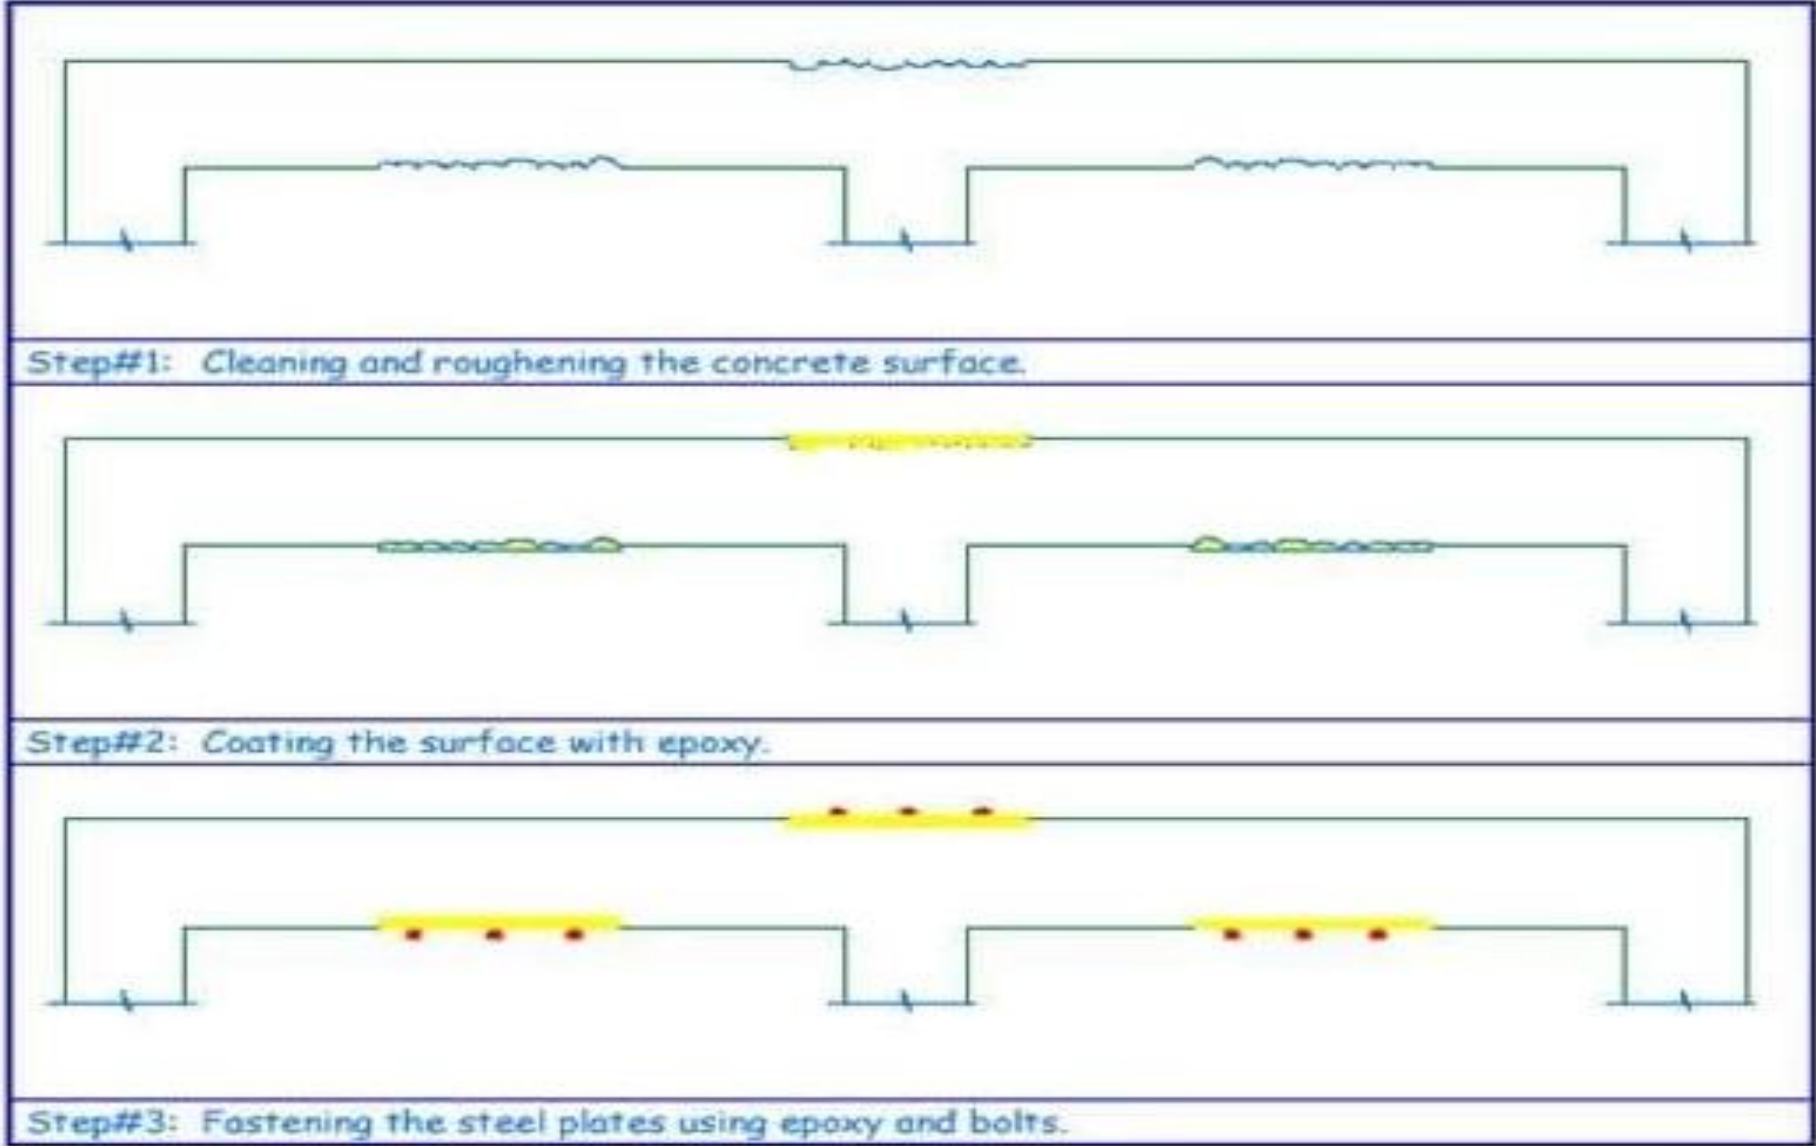 Step#1: Cleaning and roughening the concrete surface.
Step#2: Coating the surface with epoxy.
Step#3: Fastening the steel plates using epoxy and bolts.